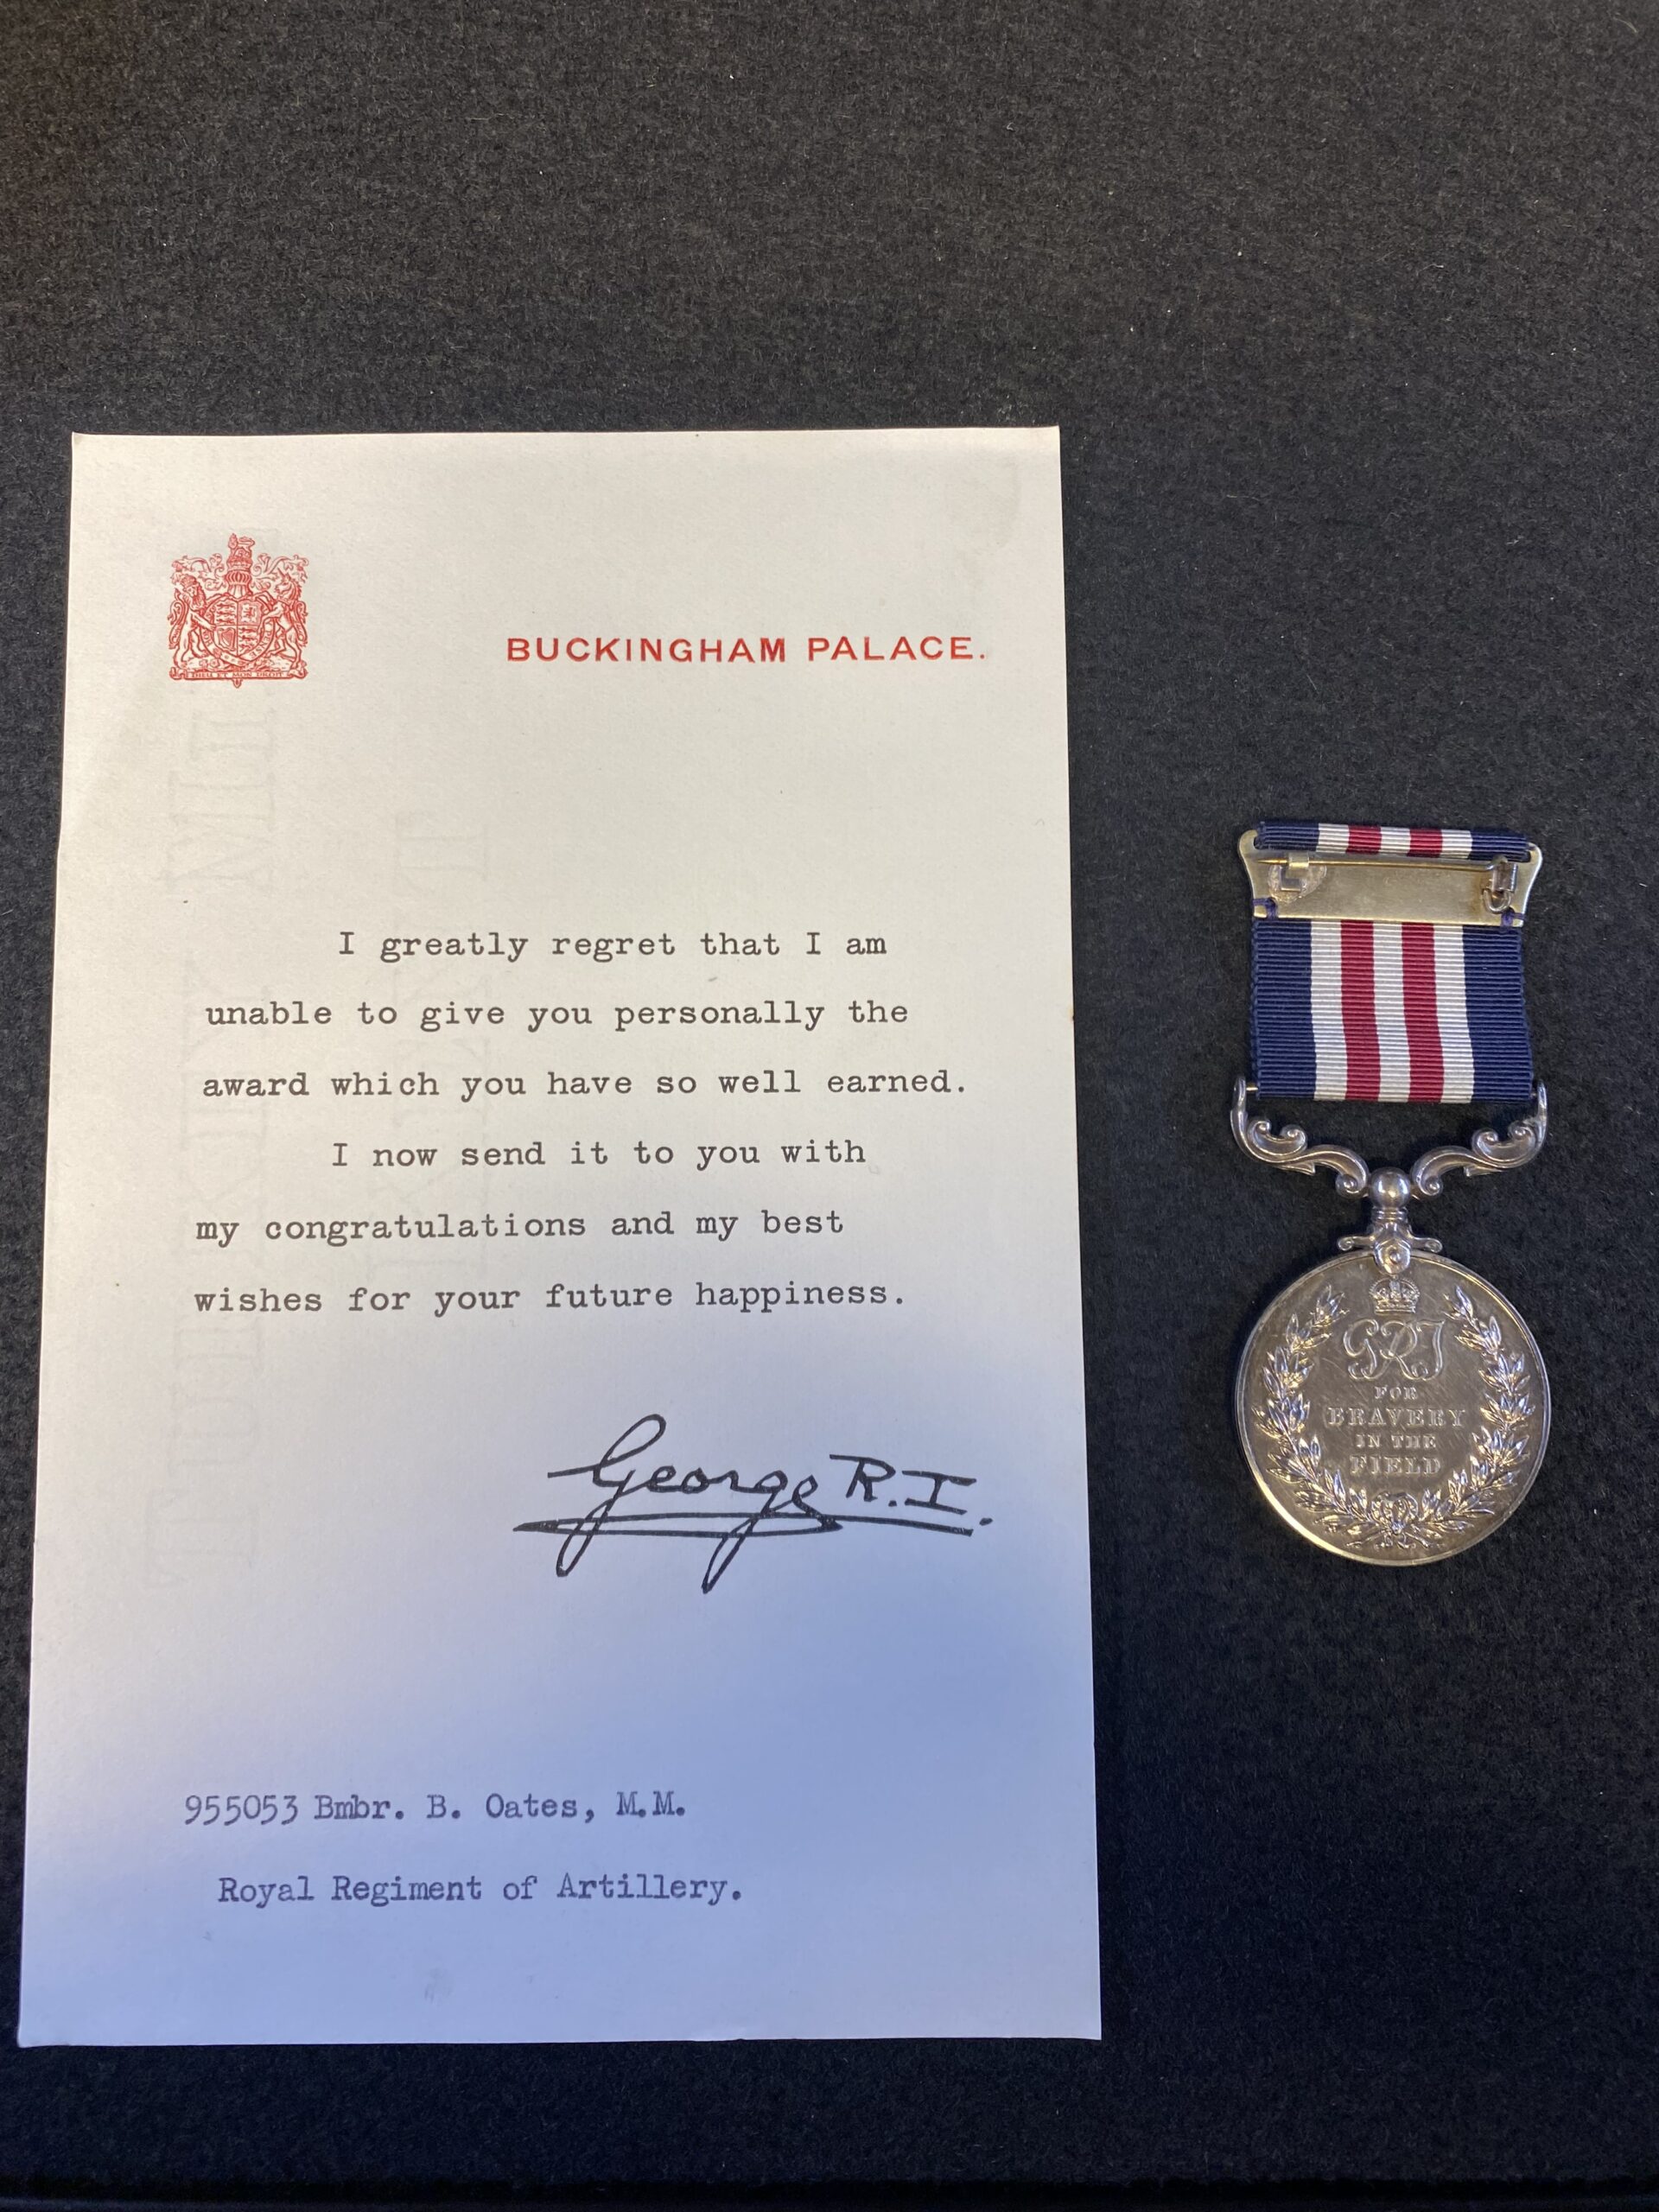 BUCKINGHAM PALACE.
I greatly regret that I am
unable to give you personally the
award which you have so well earned.
I now send it to you with
my congratulations and my best
wishes for your future happiness.
George R.I.
955053 Bmbr. B. Oates, M.M.
Royal Regiment of Artillery.
GRI
FOR
BRAVERY
IN THE
FIELD